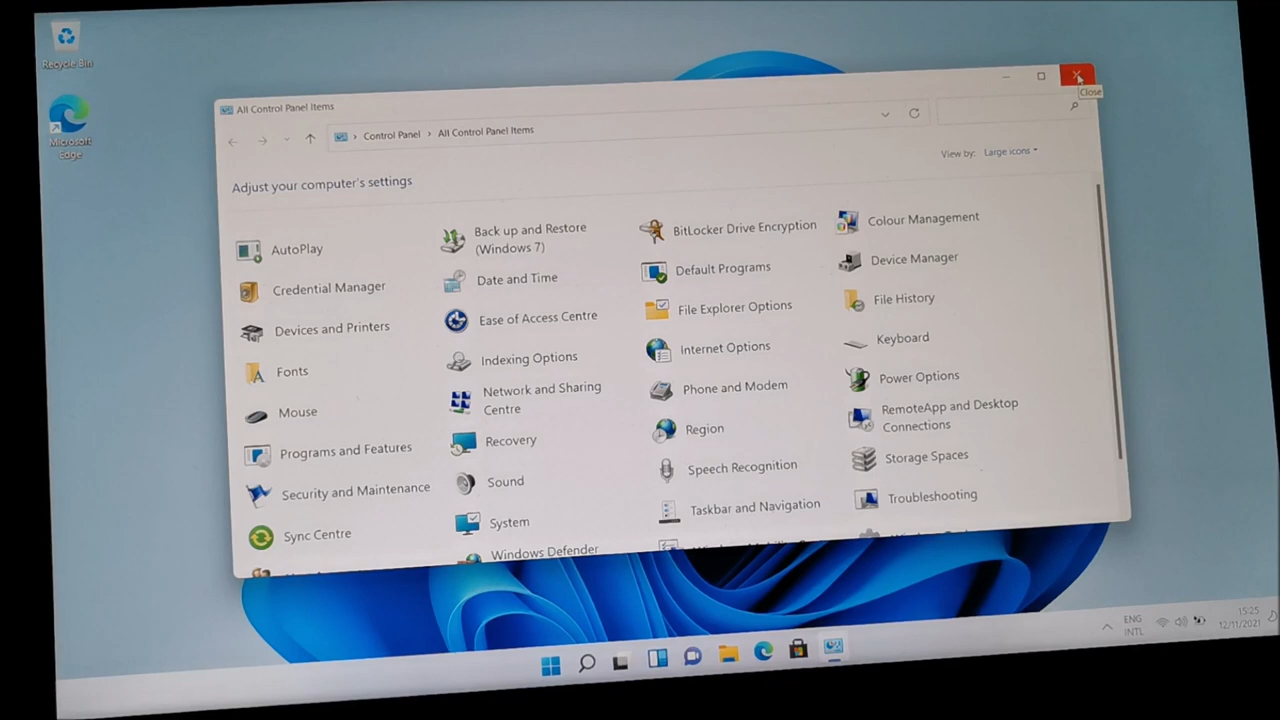 Recycle Bin
Microsoft
Edge
All Control Panel Items
Close
Control Panel > All Control Panel Items
View by: Large icons
Adjust your computer's settings
AutoPlay
Back up and Restore
(Windows 7)
BitLocker Drive Encryption
Colour Management
Credential Manager
Date and Time
Default Programs
Device Manager
Devices and Printers
Ease of Access Centre
File Explorer Options
File History
Fonts
Indexing Options
Internet Options
Keyboard
Mouse
Network and Sharing
Centre
Phone and Modem
Power Options
Programs and Features
Recovery
Region
RemoteApp and Desktop
Connections
Security and Maintenance
Sound
Speech Recognition
Storage Spaces
Sync Centre
System
Taskbar and Navigation
Troubleshooting
Windows Defender
ENG
INTL
15:25
12/11/2021